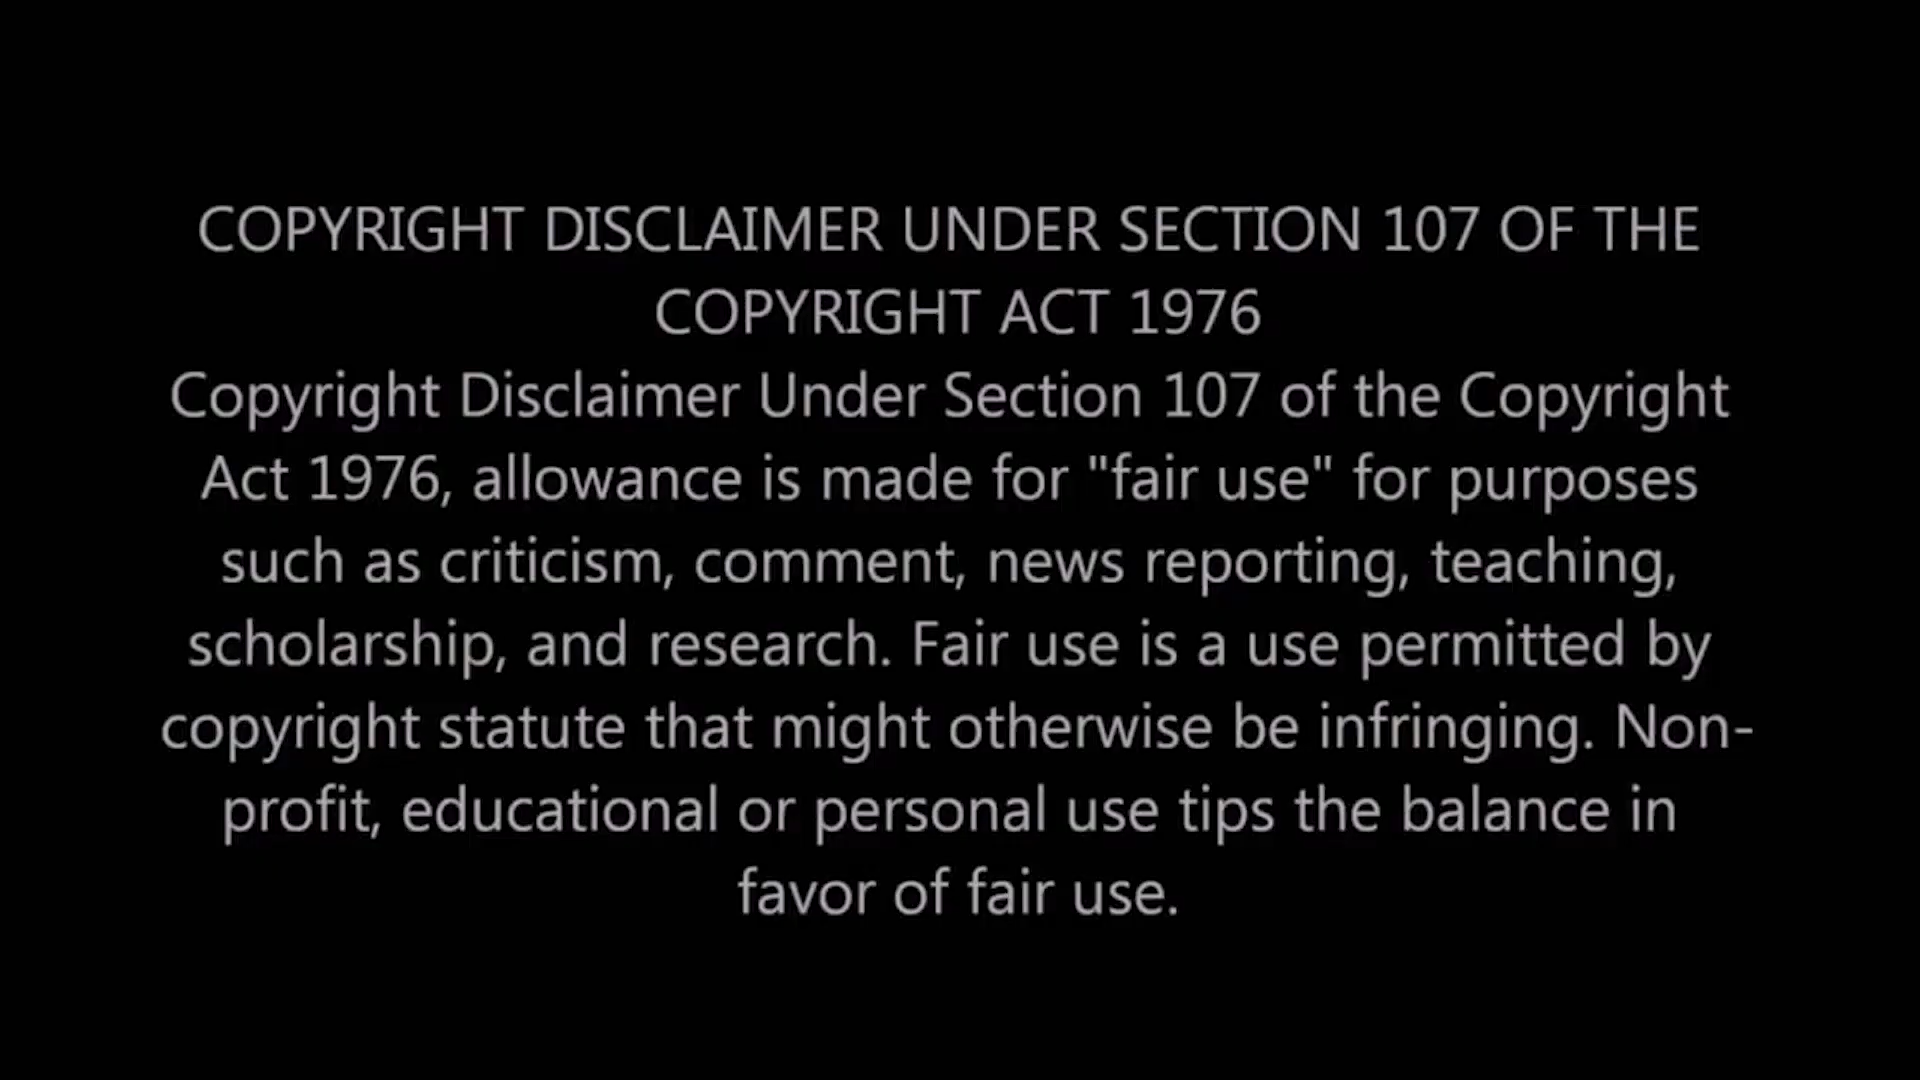 COPYRIGHT DISCLAIMER UNDER SECTION 107 OF THE
COPYRIGHT ACT 1976
Copyright Disclaimer Under Section 107 of the Copyright
Act 1976, allowance is made for "fair use" for purposes
such as criticism, comment, news reporting, teaching,
scholarship, and research. Fair use is a use permitted by
copyright statute that might otherwise be infringing. Non-
profit, educational or personal use tips the balance in
favor of fair use.